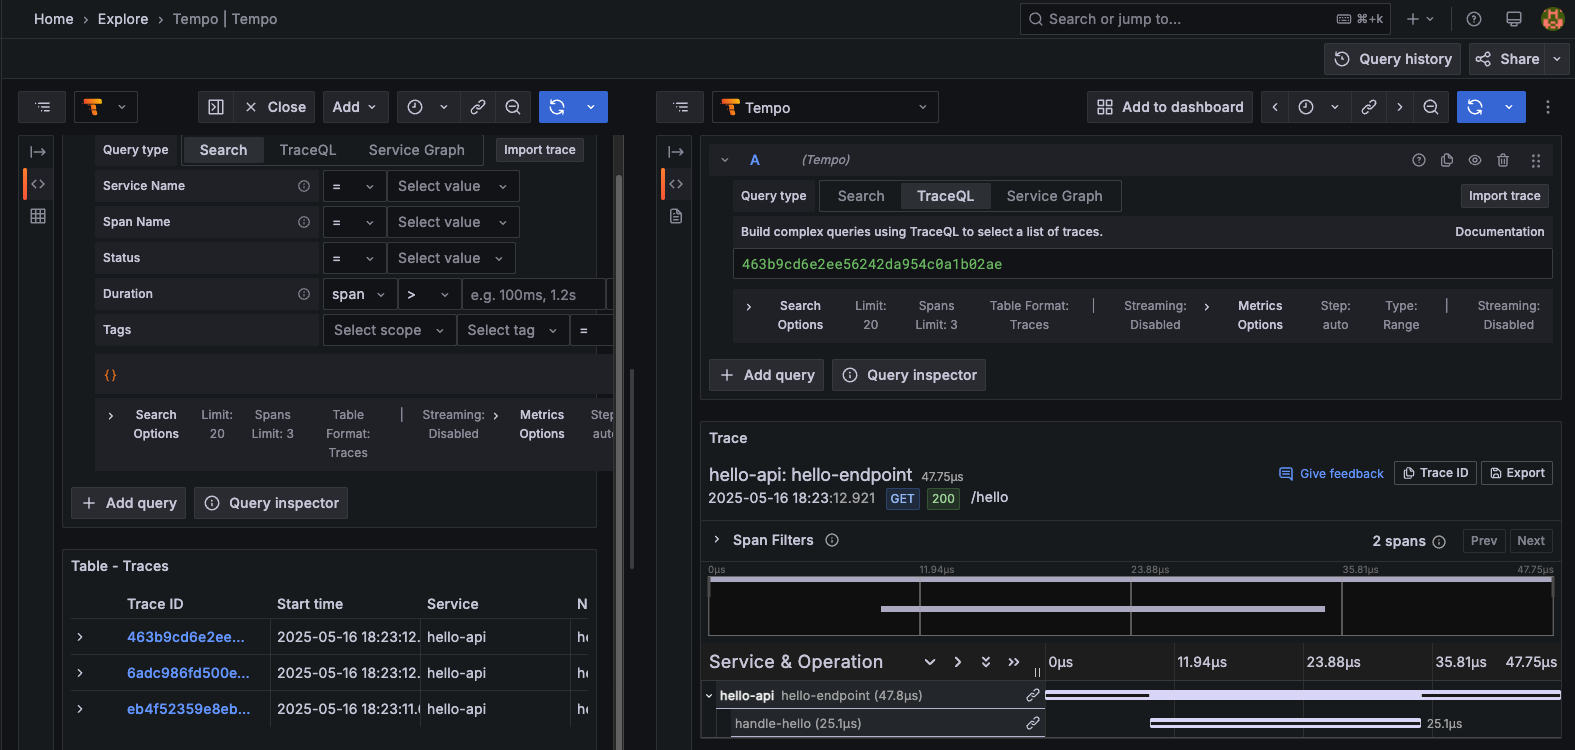 Home › Explore › Tempo | Tempo
Search or jump to...
⌘+k
Query history
Share
Close
Add
Query type
Search
TraceQL
Service Graph
Import trace
Service Name
=
Select value
Span Name
=
Select value
Status
=
Select value
Duration
span
>
e.g. 100ms, 1.2s
Tags
Select scope
Select tag
=
{}
Search Options
Limit: 20
Spans Limit: 3
Table Format: Traces
|
Streaming: Disabled
Metrics Options
Add query
Query inspector
Table - Traces
Trace ID
Start time
Service
N
463b9cd6e2ee...
2025-05-16 18:23:12.
hello-api
6adc986fd500e...
2025-05-16 18:23:12.
hello-api
eb4f52359e8eb...
2025-05-16 18:23:11.
hello-api
Tempo
Add to dashboard
A
(Tempo)
Query type
Search
TraceQL
Service Graph
Import trace
Build complex queries using TraceQL to select a list of traces.
Documentation
463b9cd6e2ee56242da954c0a1b02ae
Search Options
Limit: 20
Spans Limit: 3
Table Format: Traces
|
Streaming: Disabled
Metrics Options
Step: auto
Type: Range
|
Streaming: Disabled
Add query
Query inspector
Trace
hello-api: hello-endpoint 47.75μs
Give feedback
Trace ID
Export
2025-05-16 18:23:12.921
GET
200
/hello
Span Filters
2 spans
Prev
Next
0μs
11.94μs
23.88μs
35.81μs
47.75μs
Service & Operation
0μs
11.94μs
23.88μs
35.81μs
47.75μs
hello-api hello-endpoint (47.8μs)
handle-hello (25.1μs)
25.1μs